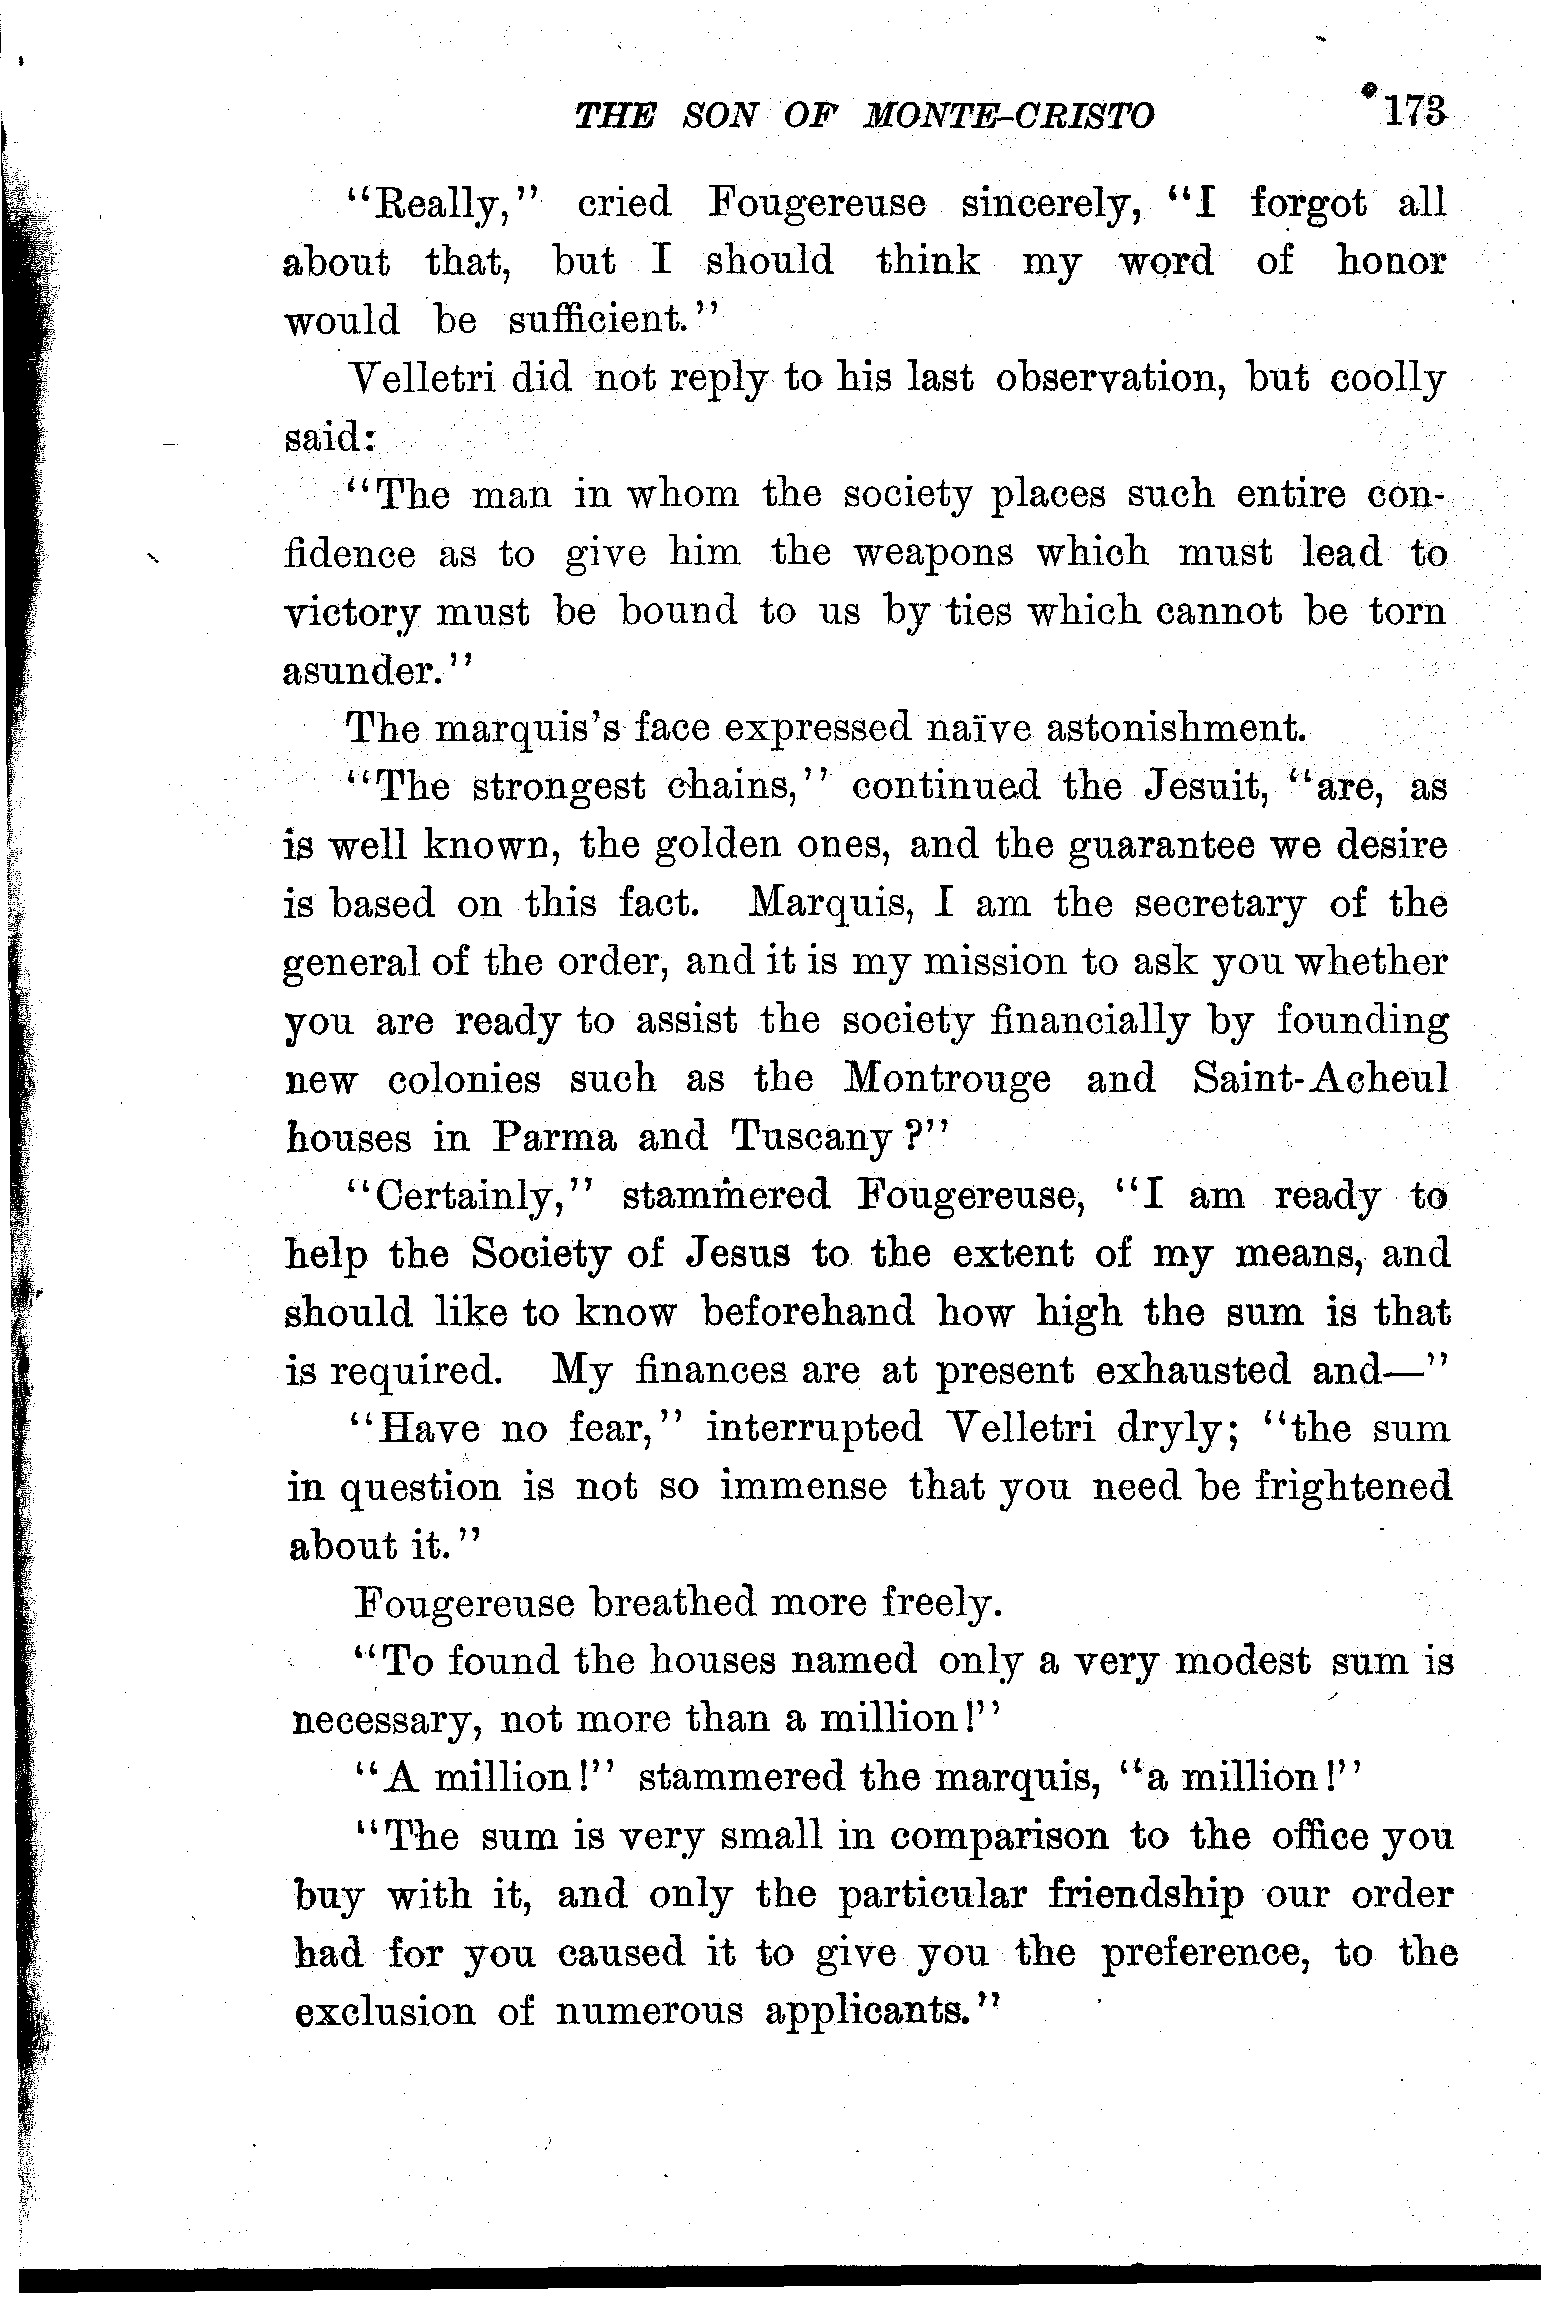 THE SON OF MONTE-CRISTO 173
"Really," cried Fougereuse sincerely, "I forgot all
about that, but I should think my word of honor
would be sufficient."
Velletri did not reply to his last observation, but coolly
said:
"The man in whom the society places such entire con-
fidence as to give him the weapons which must lead to
victory must be bound to us by ties which cannot be torn
asunder."
The marquis's face expressed naïve astonishment.
"The strongest chains," continued the Jesuit, "are, as
is well known, the golden ones, and the guarantee we desire
is based on this fact. Marquis, I am the secretary of the
general of the order, and it is my mission to ask you whether
you are ready to assist the society financially by founding
new colonies such as the Montrouge and Saint-Acheul
houses in Parma and Tuscany?"
"Certainly," stammered Fougereuse, "I am ready to
help the Society of Jesus to the extent of my means, and
should like to know beforehand how high the sum is that
is required. My finances are at present exhausted and—"
"Have no fear," interrupted Velletri dryly; "the sum
in question is not so immense that you need be frightened
about it."
Fougereuse breathed more freely.
"To found the houses named only a very modest sum is
necessary, not more than a million!"
"A million!" stammered the marquis, "a million!"
"The sum is very small in comparison to the office you
buy with it, and only the particular friendship our order
had for you caused it to give you the preference, to the
exclusion of numerous applicants."